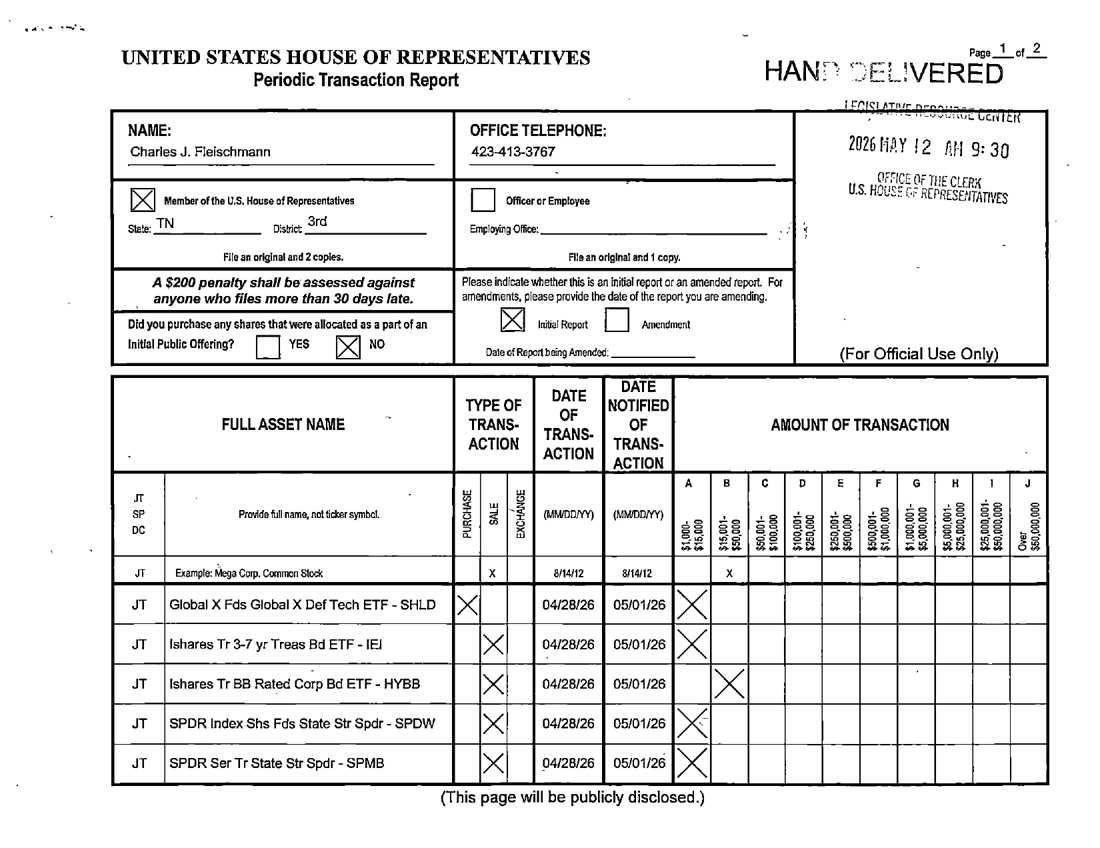 UNITED STATES HOUSE OF REPRESENTATIVES
Periodic Transaction Report
Page 1 of 2
HAND DELIVERED
LEGISLATIVE RESOURCE CENTER
2026 MAY 12 AM 9:30
OFFICE OF THE CLERK
U.S. HOUSE OF REPRESENTATIVES
(For Official Use Only)
NAME:
Charles J. Fleischmann
OFFICE TELEPHONE:
423-413-3767
Member of the U.S. House of Representatives
State: TN District: 3rd
File an original and 2 copies.
Officer or Employee
Employing Office:
File an original and 1 copy.
A $200 penalty shall be assessed against
anyone who files more than 30 days late.
Please indicate whether this is an initial report or an amended report. For
amendments, please provide the date of the report you are amending.
Initial Report Amendment
Date of Report being Amended:
Did you purchase any shares that were allocated as a part of an
Initial Public Offering? YES NO
FULL ASSET NAME
TYPE OF
TRANS-
ACTION
DATE
OF
TRANS-
ACTION
DATE
NOTIFIED
OF
TRANS-
ACTION
AMOUNT OF TRANSACTION
JT
SP
DC
Provide full name, not ticker symbol.
PURCHASE
SALE
EXCHANGE
(MM/DD/YY)
(MM/DD/YY)
A
$1,000-
$15,000
B
$15,001-
$50,000
C
$50,001-
$100,000
D
$100,001-
$250,000
E
$250,001-
$500,000
F
$500,001-
$1,000,000
G
$1,000,001-
$5,000,000
H
$5,000,001-
$25,000,000
I
$25,000,001-
$50,000,000
J
Over
$50,000,000
JT Example: Mega Corp. Common Stock X 8/14/12 8/14/12 X
JT Global X Fds Global X Def Tech ETF - SHLD X 04/28/26 05/01/26 X
JT Ishares Tr 3-7 yr Treas Bd ETF - IEI X 04/28/26 05/01/26 X
JT Ishares Tr BB Rated Corp Bd ETF - HYBB X 04/28/26 05/01/26 X
JT SPDR Index Shs Fds State Str Spdr - SPDW X 04/28/26 05/01/26 X
JT SPDR Ser Tr State Str Spdr - SPMB X 04/28/26 05/01/26 X
(This page will be publicly disclosed.)